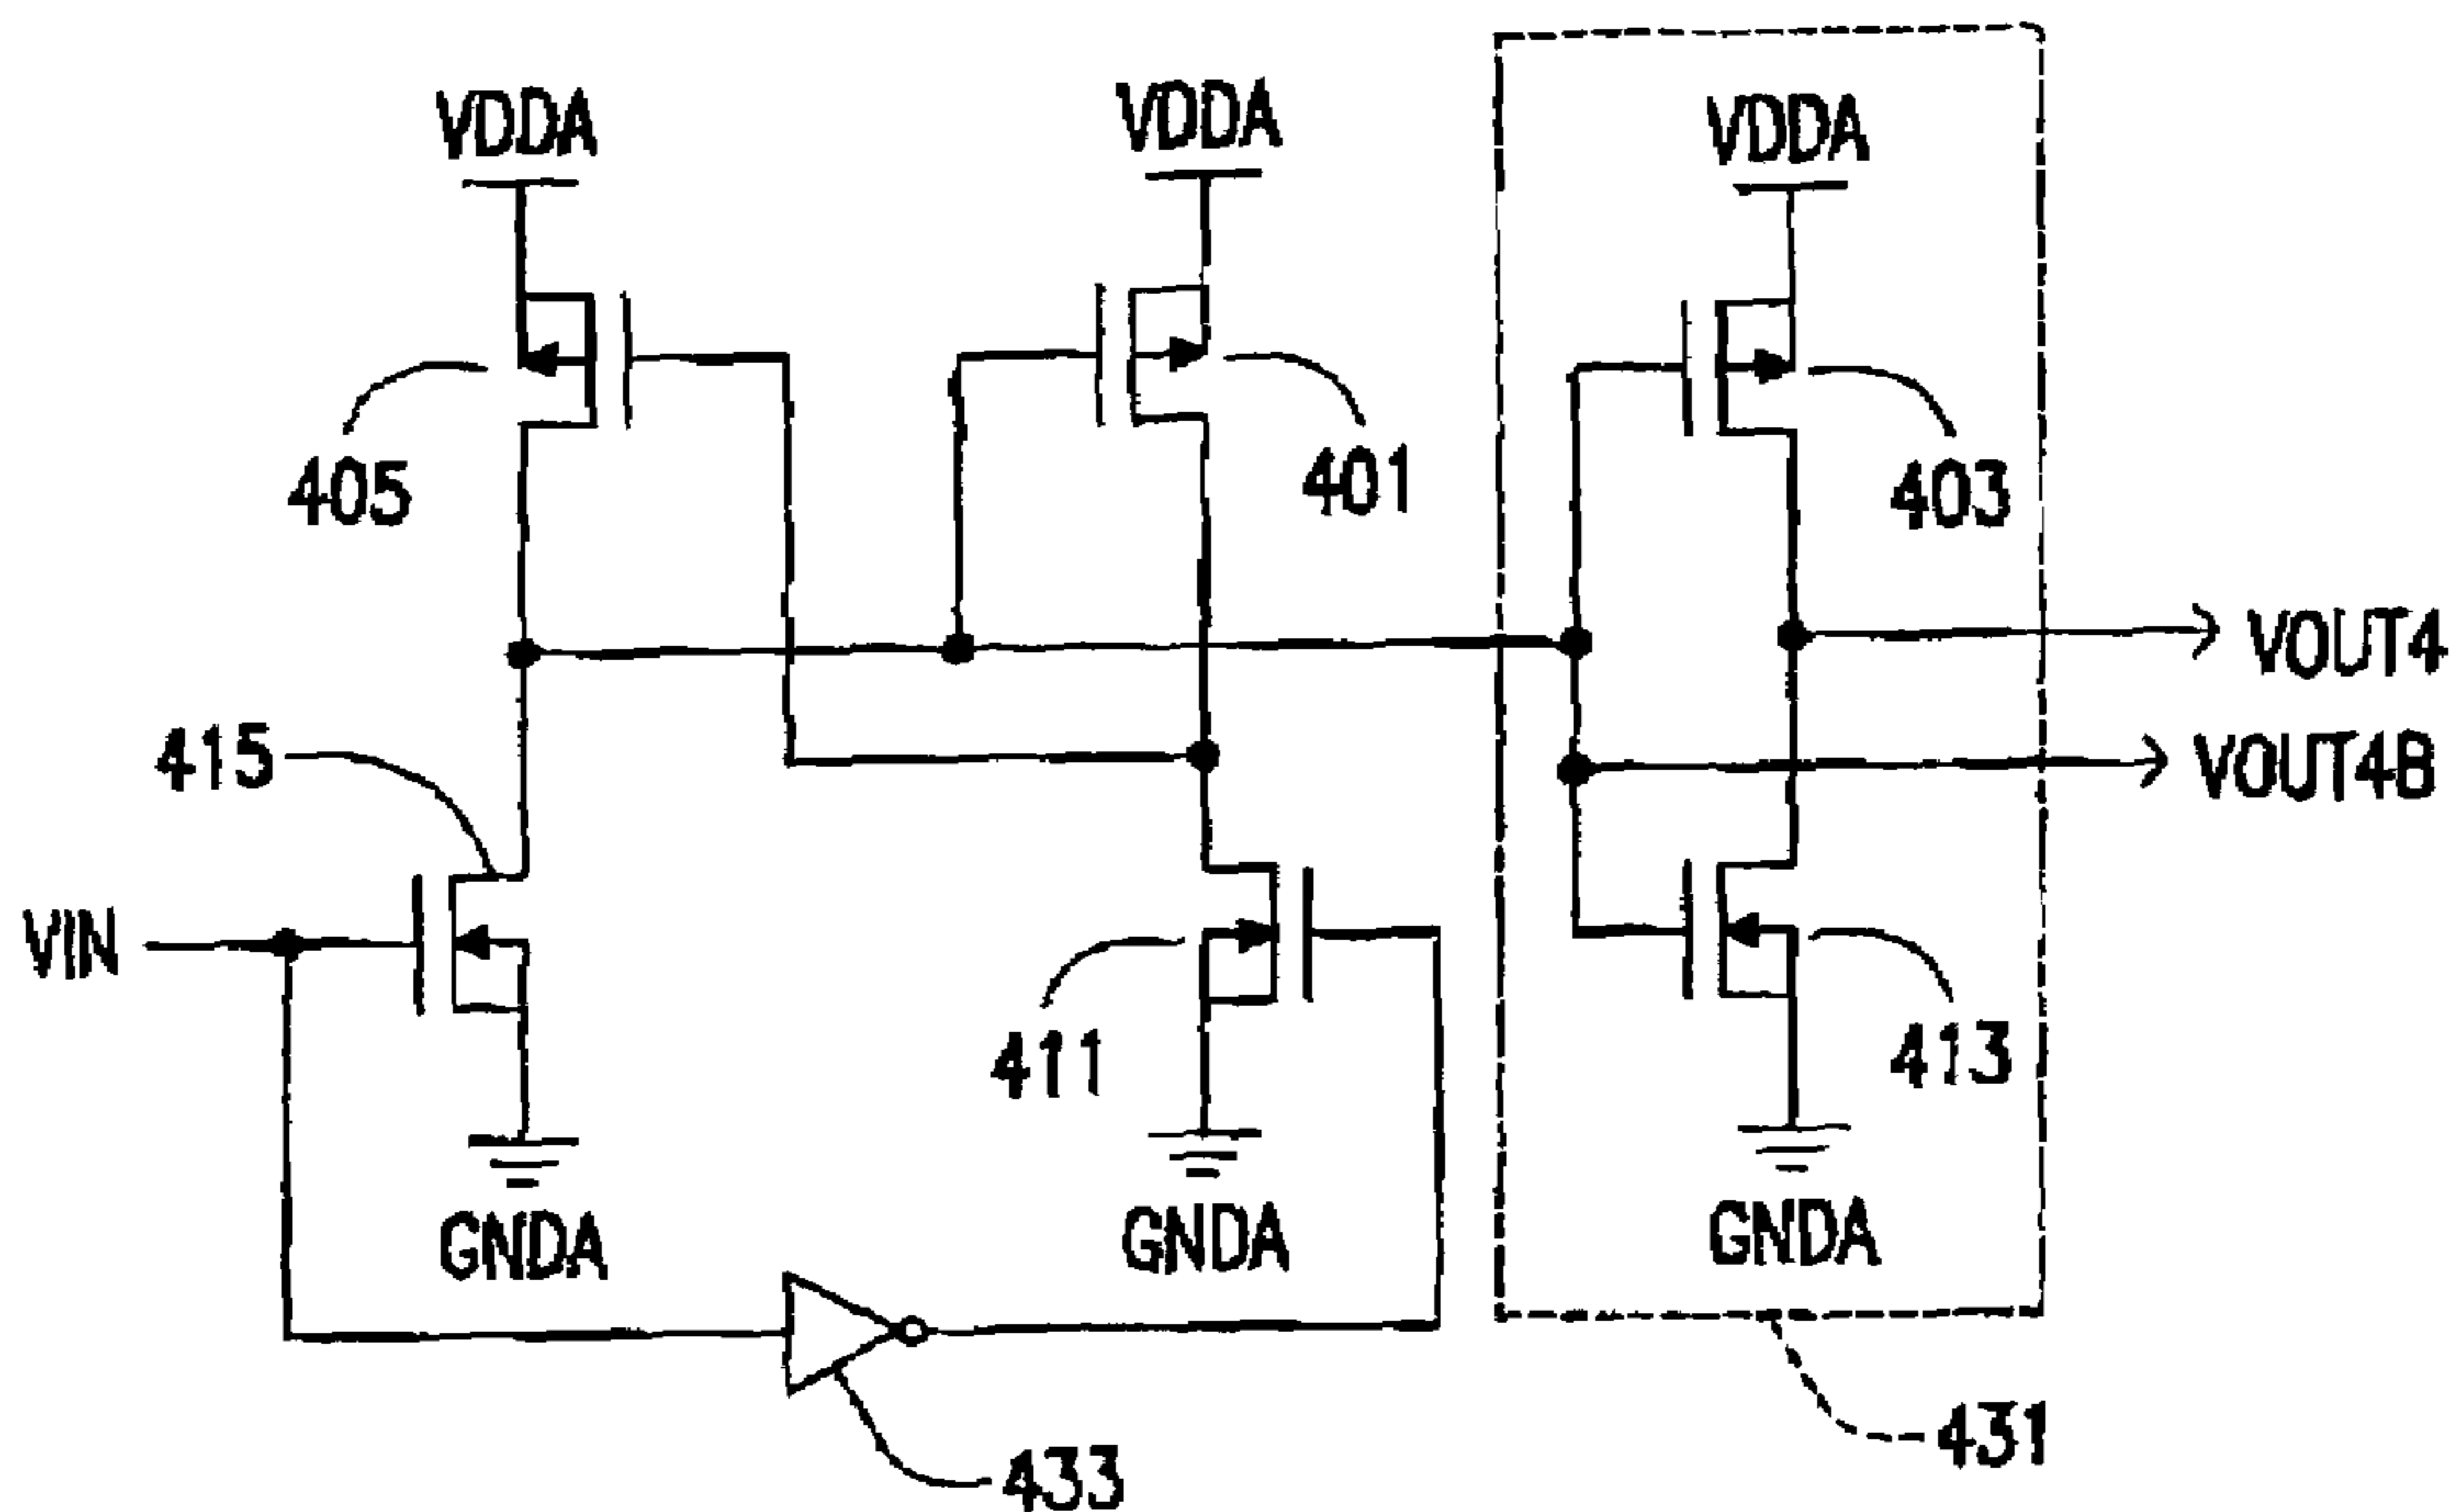 VDDA
VDDA
VDDA
405
401
403
VOUT4
415
VOUT4B
VIN
411
413
GNDA
GNDA
GNDA
431
433